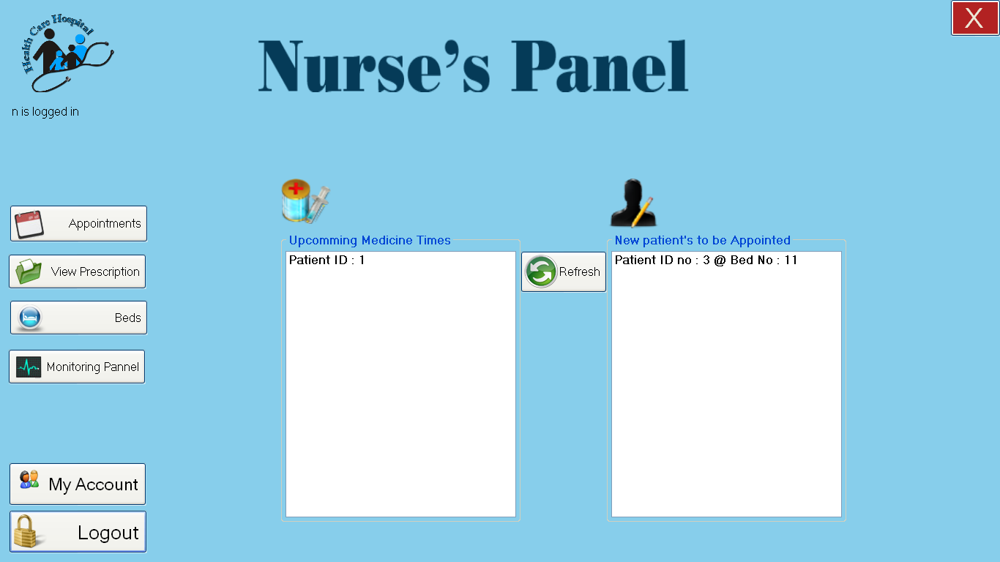 Health Care Hospital
X
Nurse's Panel
n is logged in
Appointments
View Prescription
Beds
Monitoring Pannel
My Account
Logout
Upcomming Medicine Times
Patient ID : 1
Refresh
New patient's to be Appointed
Patient ID no : 3 @ Bed No : 11